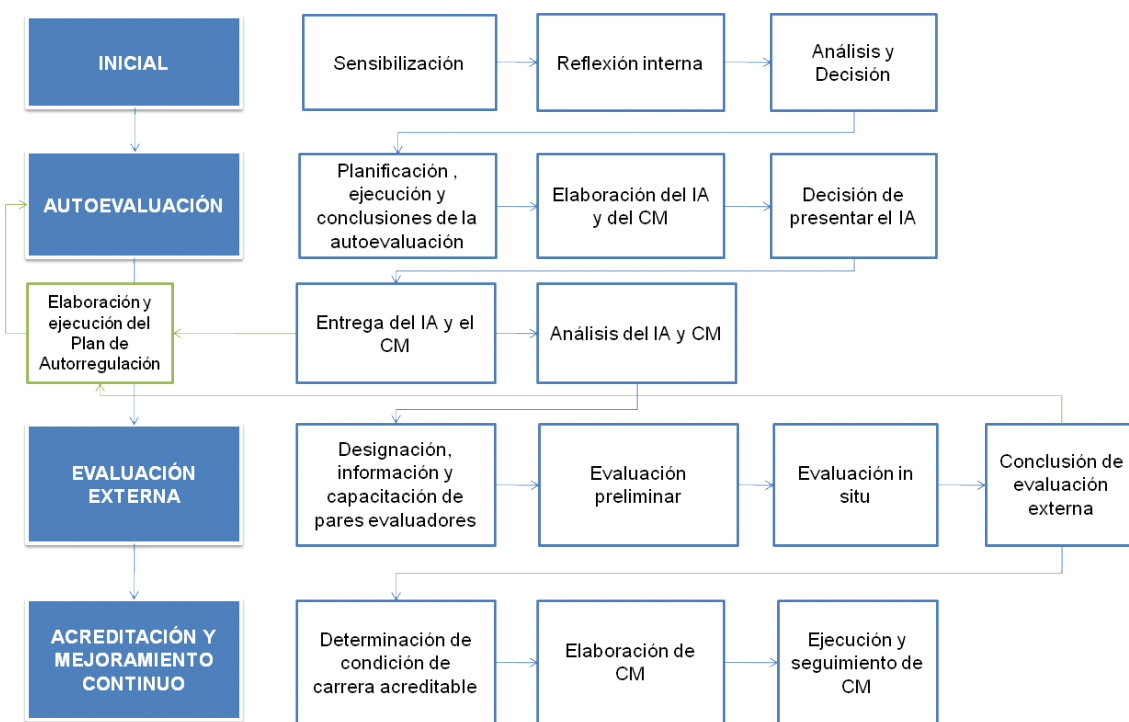 INICIAL
Sensibilización
Reflexión interna
Análisis y
Decisión
AUTOEVALUACIÓN
Planificación ,
ejecución y
conclusiones de la
autoevaluación
Elaboración del IA
y del CM
Decisión de
presentar el IA
Elaboración y
ejecución del
Plan de
Autorregulación
Entrega del IA y el
CM
Análisis del IA y CM
EVALUACIÓN
EXTERNA
Designación,
información y
capacitación de
pares evaluadores
Evaluación
preliminar
Evaluación in
situ
Conclusión de
evaluación
externa
ACREDITACIÓN Y
MEJORAMIENTO
CONTINUO
Determinación de
condición de
carrera acreditable
Elaboración de
CM
Ejecución y
seguimiento de
CM